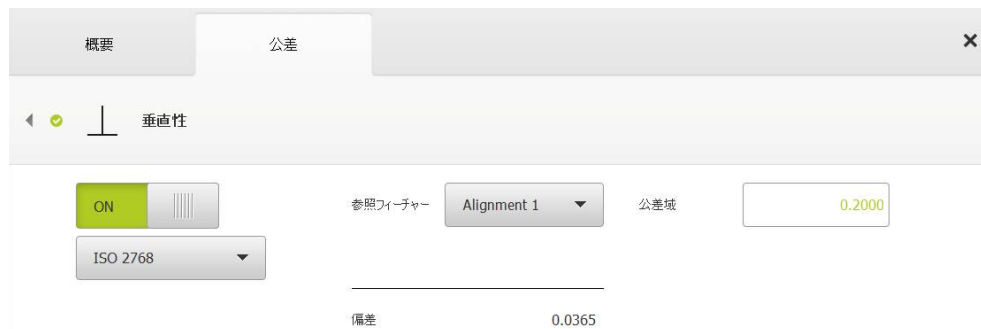 概要 公差
垂直性
ON 参照フィーチャー Alignment 1 公差域 0.2000
ISO 2768
偏差 0.0365